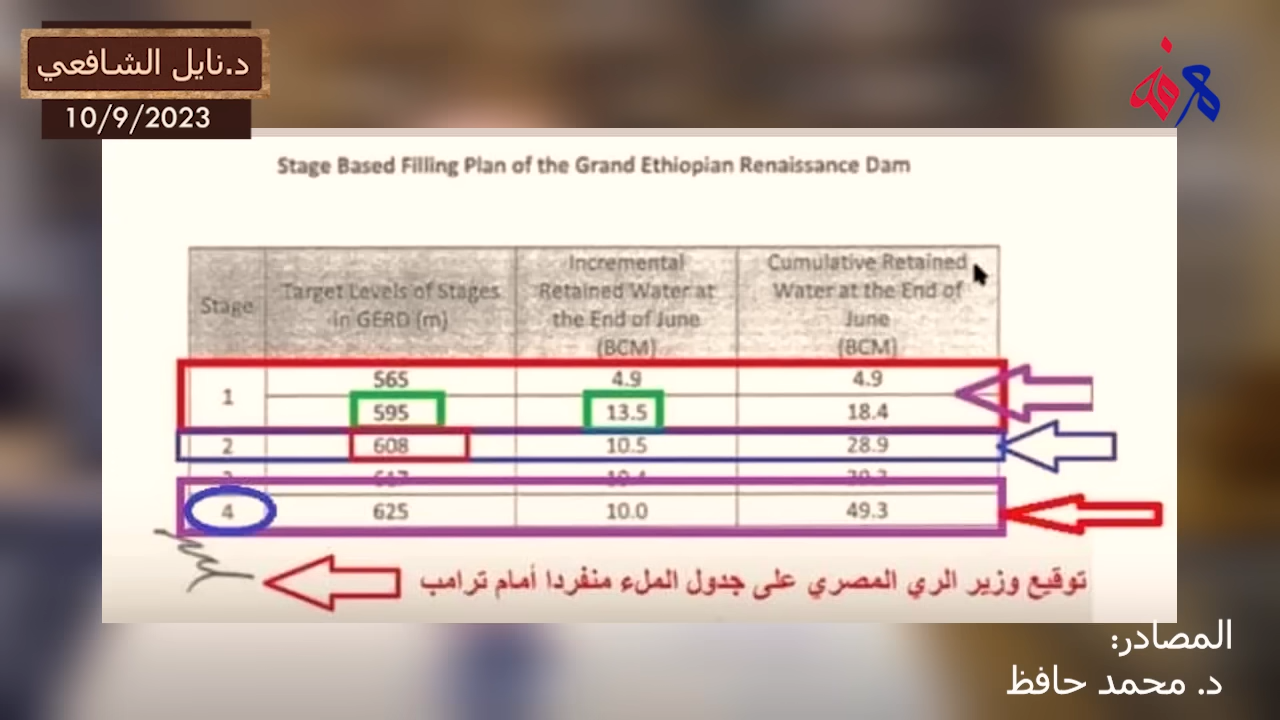 د.نايل الشافعي
10/9/2023
معرفة
Stage Based Filling Plan of the Grand Ethiopian Renaissance Dam
Stage
Target Levels of Stages in GERD (m)
Incremental Retained Water at the End of June (BCM)
Cumulative Retained Water at the End of June (BCM)
1 565 4.9 4.9
595 13.5 18.4
2 608 10.5 28.9
4 625 10.0 49.3
توقيع وزير الري المصري على جدول الملء منفردا أمام ترامب
المصادر:
د. محمد حافظ